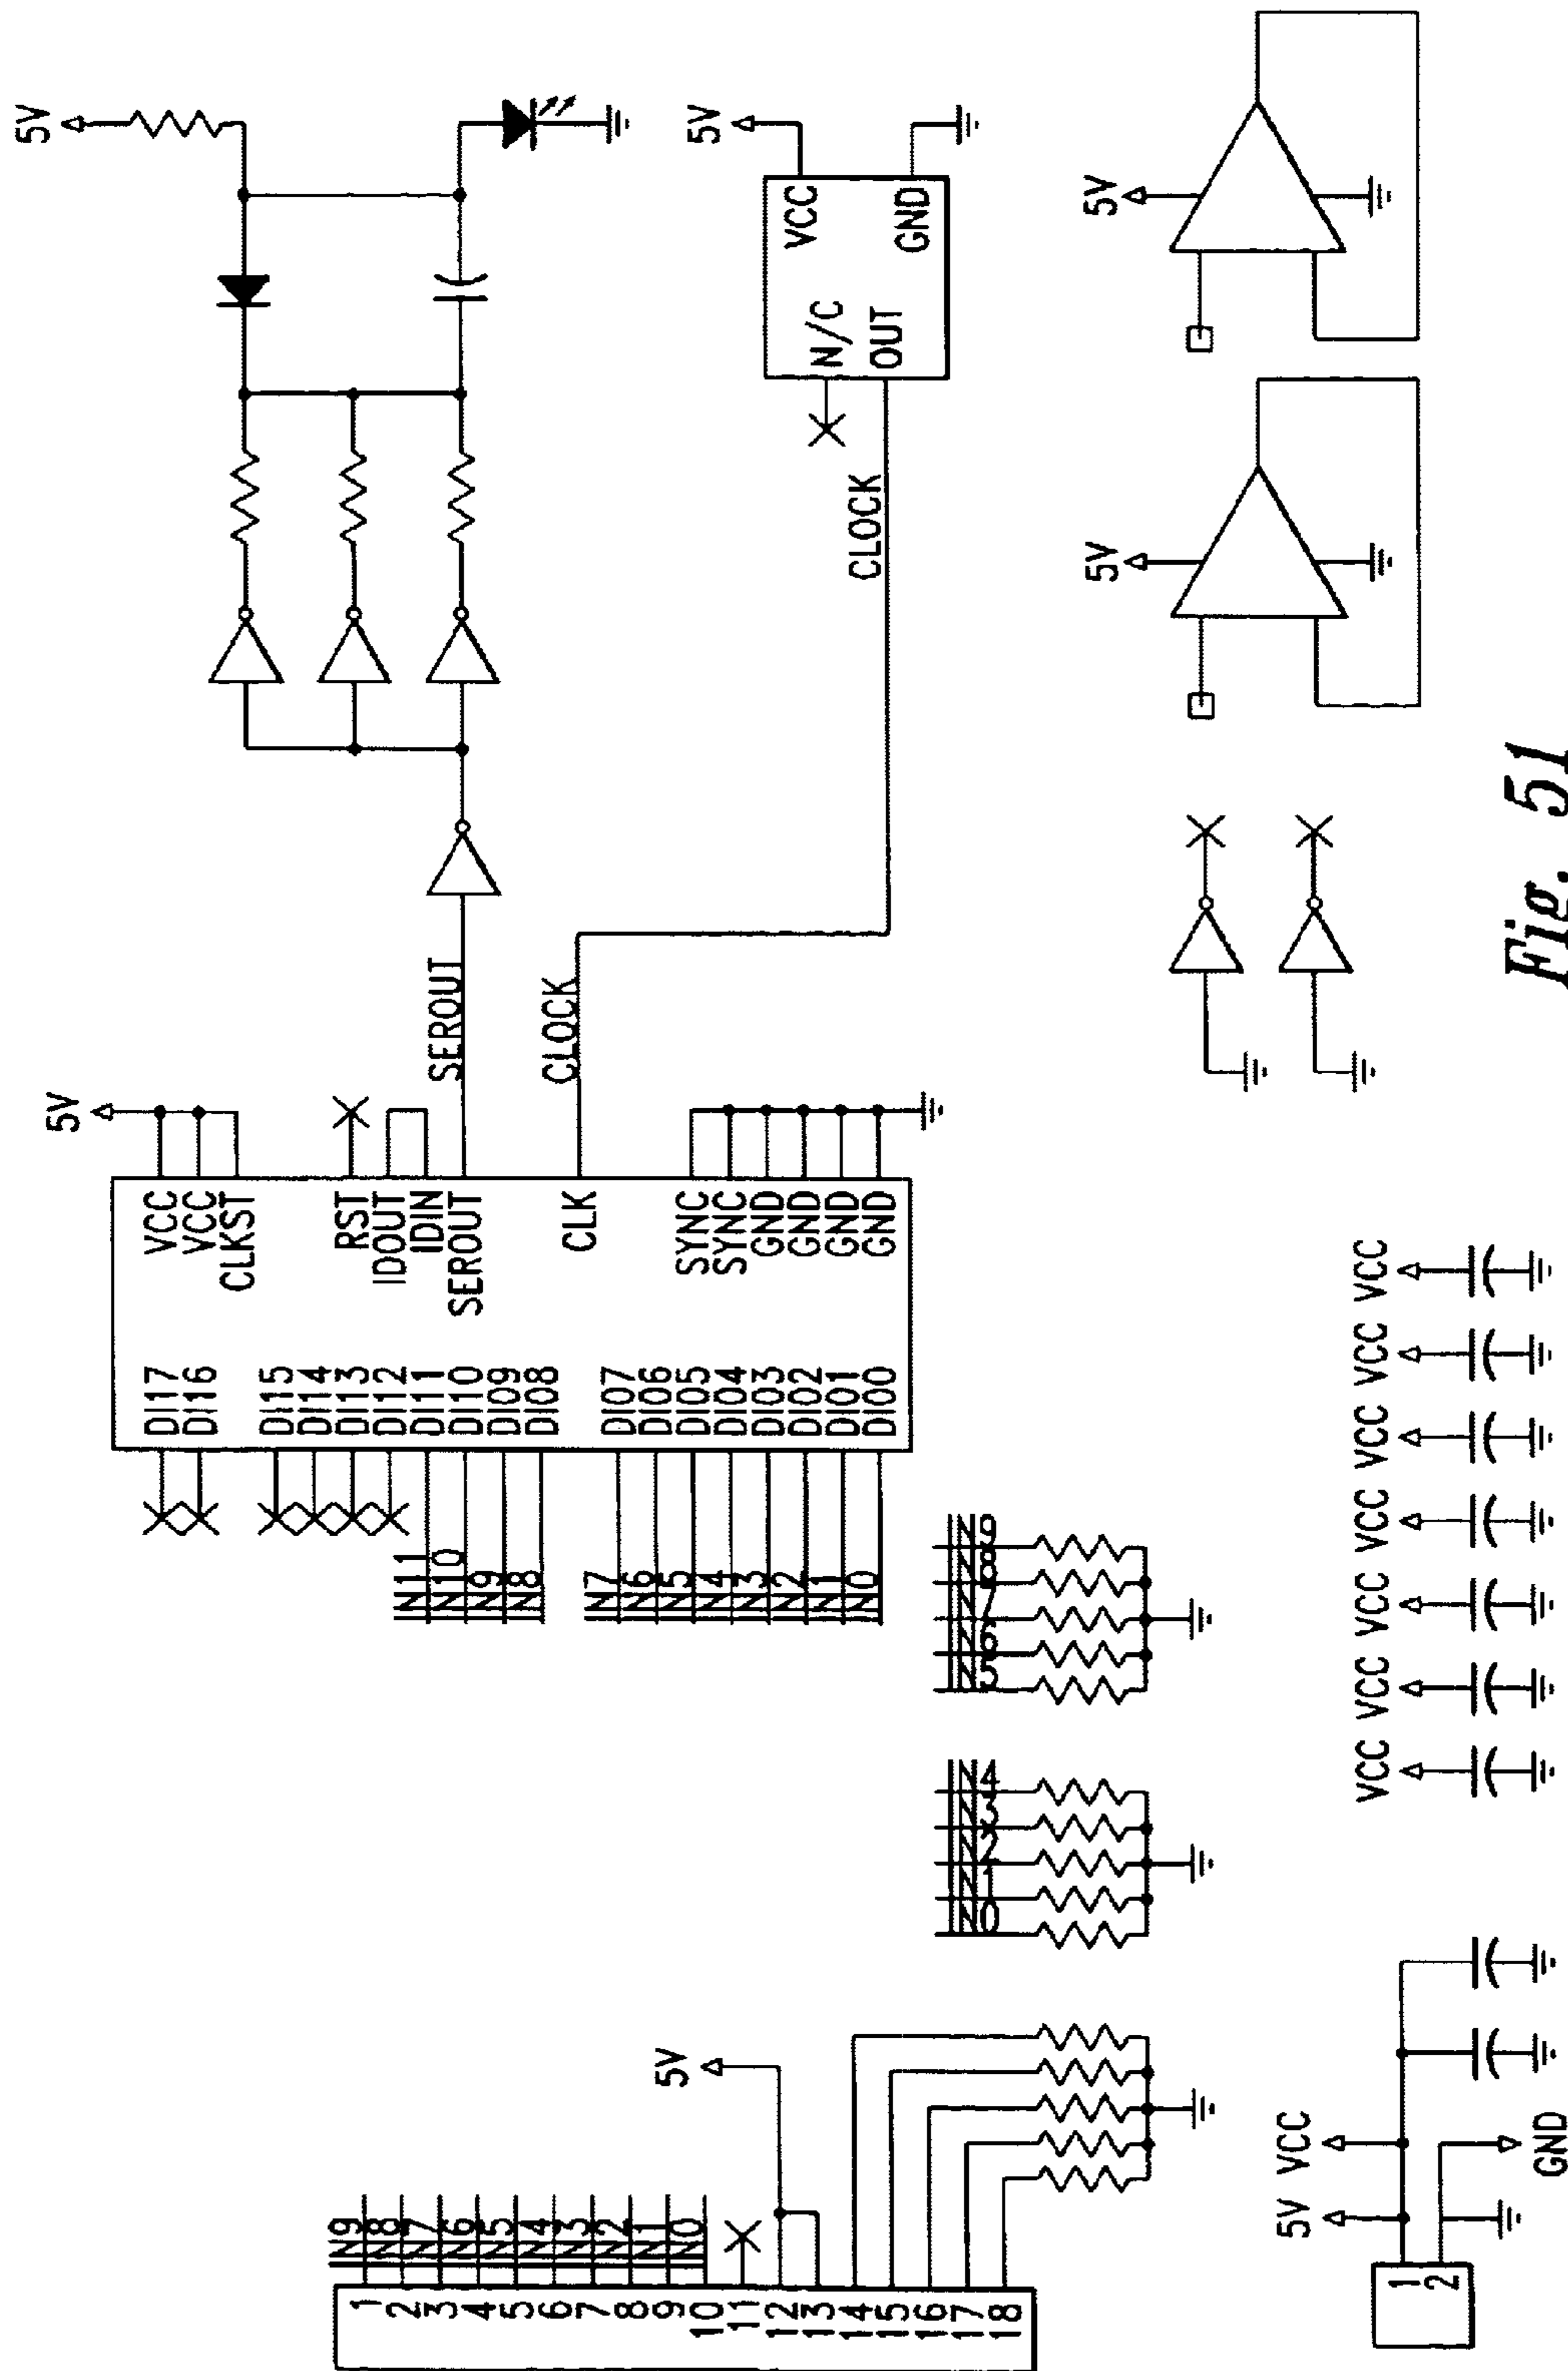 5V
5V
VCC
VCC
CLKST
RST
IDOUT
IDIN
SEROUT
CLK
SYNC
SYNC
GND
GND
GND
GND
DI17
DI16
DI15
DI14
DI13
DI12
DI11
DI10
DI09
DI08
DI07
DI06
DI05
DI04
DI03
DI02
DI01
DI00
IN11
IN10
IN9
IN8
IN7
IN6
IN5
IN4
IN3
IN2
IN1
IN0
SEROUT
CLOCK
CLOCK
5V
VCC
GND
N/C
OUT
5V
5V
IN9
IN8
IN7
IN6
IN5
IN4
IN3
IN2
IN1
IN0
1
2
3
4
5
6
7
8
9
10
11
12
13
14
15
16
17
18
5V
IN0
IN1
IN2
IN3
IN4
IN5
IN6
IN7
IN8
IN9
1
2
5V VCC
GND
VCC VCC VCC VCC VCC VCC VCC
Fig. 51